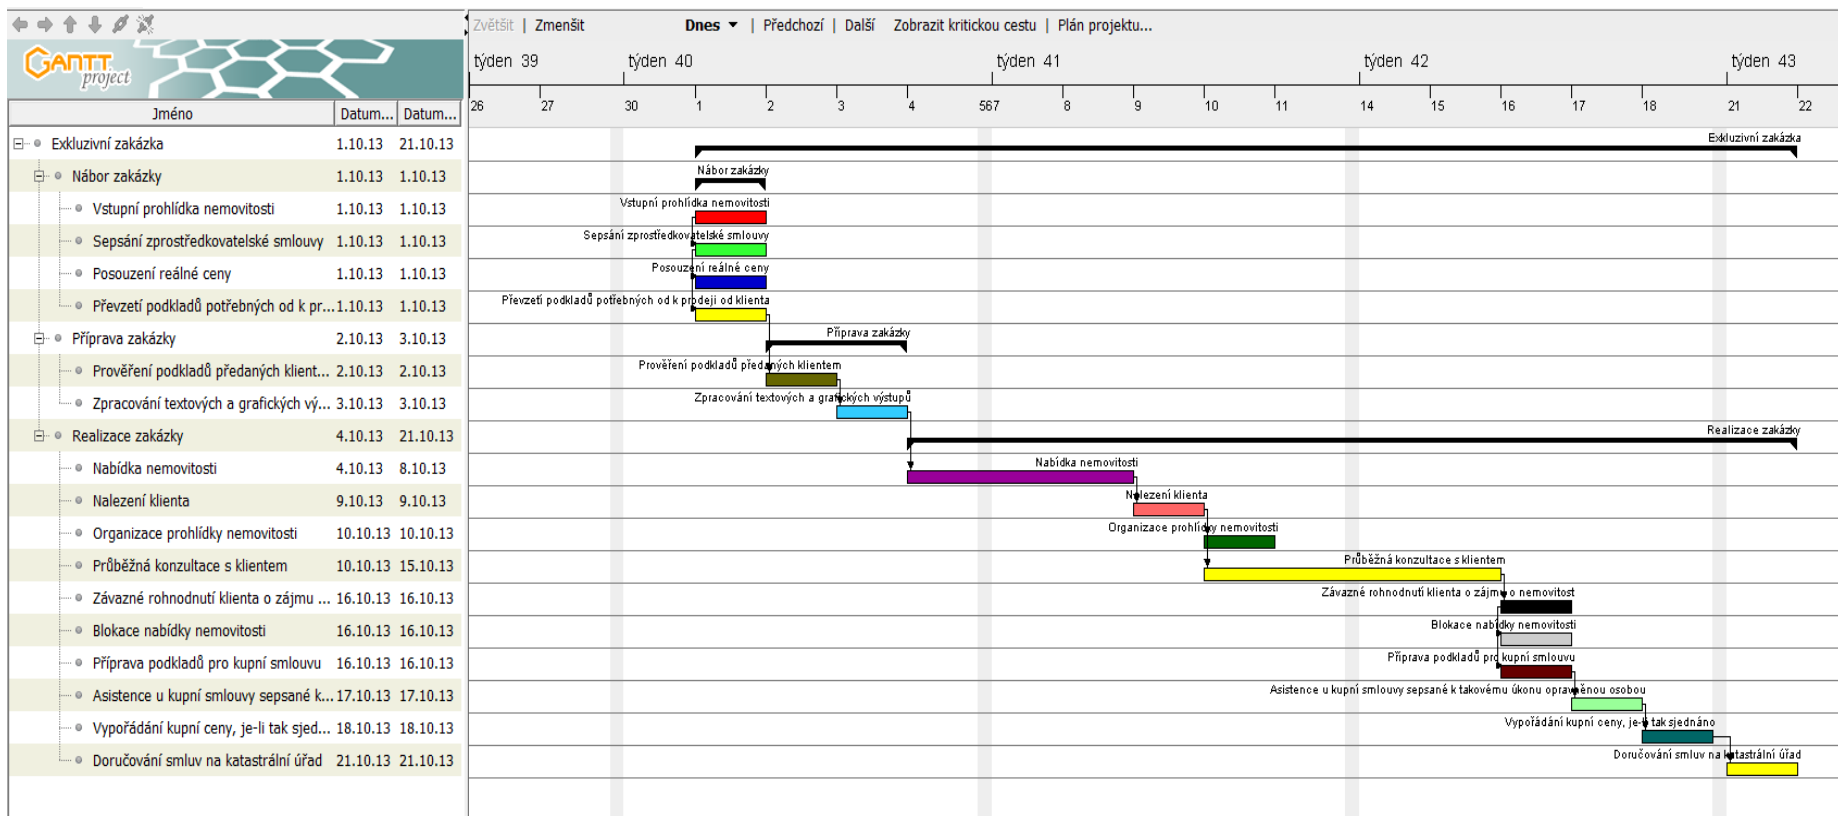 Zvětšit | Zmenšit Dnes | Předchozí | Další Zobrazit kritickou cestu | Plán projektu...
GANTT project
týden 39 týden 40 týden 41 týden 42 týden 43
26 27 30 1 2 3 4 567 8 9 10 11 14 15 16 17 18 21 22
Jméno Datum... Datum...
Exkluzivní zakázka 1.10.13 21.10.13
Nábor zakázky 1.10.13 1.10.13
Vstupní prohlídka nemovitosti 1.10.13 1.10.13
Sepsání zprostředkovatelské smlouvy 1.10.13 1.10.13
Posouzení reálné ceny 1.10.13 1.10.13
Převzetí podkladů potřebných od k pr... 1.10.13 1.10.13
Příprava zakázky 2.10.13 3.10.13
Prověření podkladů předaných klient... 2.10.13 2.10.13
Zpracování textových a grafických vý... 3.10.13 3.10.13
Realizace zakázky 4.10.13 21.10.13
Nabídka nemovitosti 4.10.13 8.10.13
Nalezení klienta 9.10.13 9.10.13
Organizace prohlídky nemovitosti 10.10.13 10.10.13
Průběžná konzultace s klientem 10.10.13 15.10.13
Závazné rohnodnutí klienta o zájmu ... 16.10.13 16.10.13
Blokace nabídky nemovitosti 16.10.13 16.10.13
Příprava podkladů pro kupní smlouvu 16.10.13 16.10.13
Asistence u kupní smlouvy sepsané k... 17.10.13 17.10.13
Vypořádání kupní ceny, je-li tak sjed... 18.10.13 18.10.13
Doručování smluv na katastrální úřad 21.10.13 21.10.13
Exkluzivní zakázka
Nábor zakázky
Vstupní prohlídka nemovitosti
Sepsání zprostředkovatelské smlouvy
Posouzení reálné ceny
Převzetí podkladů potřebných od k prodeji od klienta
Příprava zakázky
Prověření podkladů předaných klientem
Zpracování textových a grafických výstupů
Realizace zakázky
Nabídka nemovitosti
Nalezení klienta
Organizace prohlídky nemovitosti
Průběžná konzultace s klientem
Závazné rohnodnutí klienta o zájmu o nemovitost
Blokace nabídky nemovitosti
Příprava podkladů pro kupní smlouvu
Asistence u kupní smlouvy sepsané k takovému úkonu oprávněnou osobou
Vypořádání kupní ceny, je-li tak sjednáno
Doručování smluv na katastrální úřad